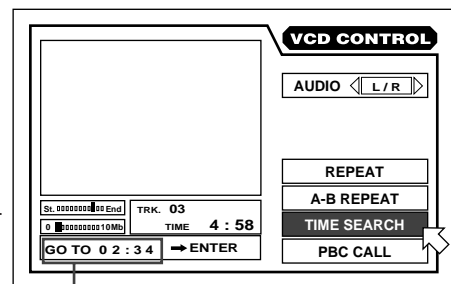 VCD CONTROL
AUDIO L / R
REPEAT
A-B REPEAT
TIME SEARCH
PBC CALL
St. End
0 10Mb
TRK. 03
TIME 4 : 58
GO TO 0 2 : 3 4 ➡ ENTER